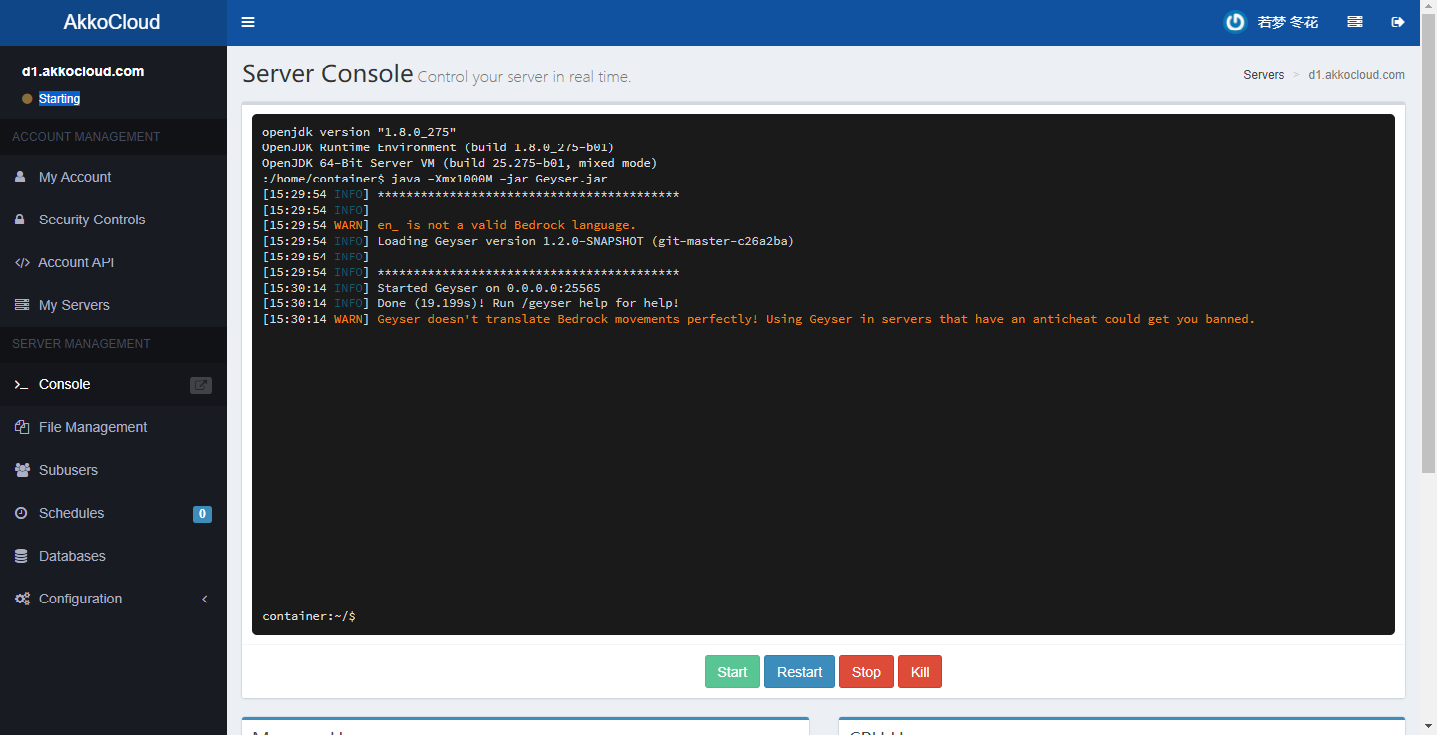 AkkoCloud
若梦 冬花
d1.akkocloud.com
Starting
ACCOUNT MANAGEMENT
My Account
Security Controls
Account API
My Servers
SERVER MANAGEMENT
Console
File Management
Subusers
Schedules 0
Databases
Configuration
Server Console Control your server in real time.
Servers > d1.akkocloud.com
openjdk version "1.8.0_275"
OpenJDK Runtime Environment (build 1.8.0_275-b01)
OpenJDK 64-Bit Server VM (build 25.275-b01, mixed mode)
:/home/container$ java -Xmx1000M -jar Geyser.jar
[15:29:54 INFO] ******************************************
[15:29:54 INFO]
[15:29:54 WARN] en_ is not a valid Bedrock language.
[15:29:54 INFO] Loading Geyser version 1.2.0-SNAPSHOT (git-master-c26a2ba)
[15:29:54 INFO]
[15:29:54 INFO] ******************************************
[15:30:14 INFO] Started Geyser on 0.0.0.0:25565
[15:30:14 INFO] Done (19.199s)! Run /geyser help for help!
[15:30:14 WARN] Geyser doesn't translate Bedrock movements perfectly! Using Geyser in servers that have an anticheat could get you banned.
container:~/$
Start Restart Stop Kill